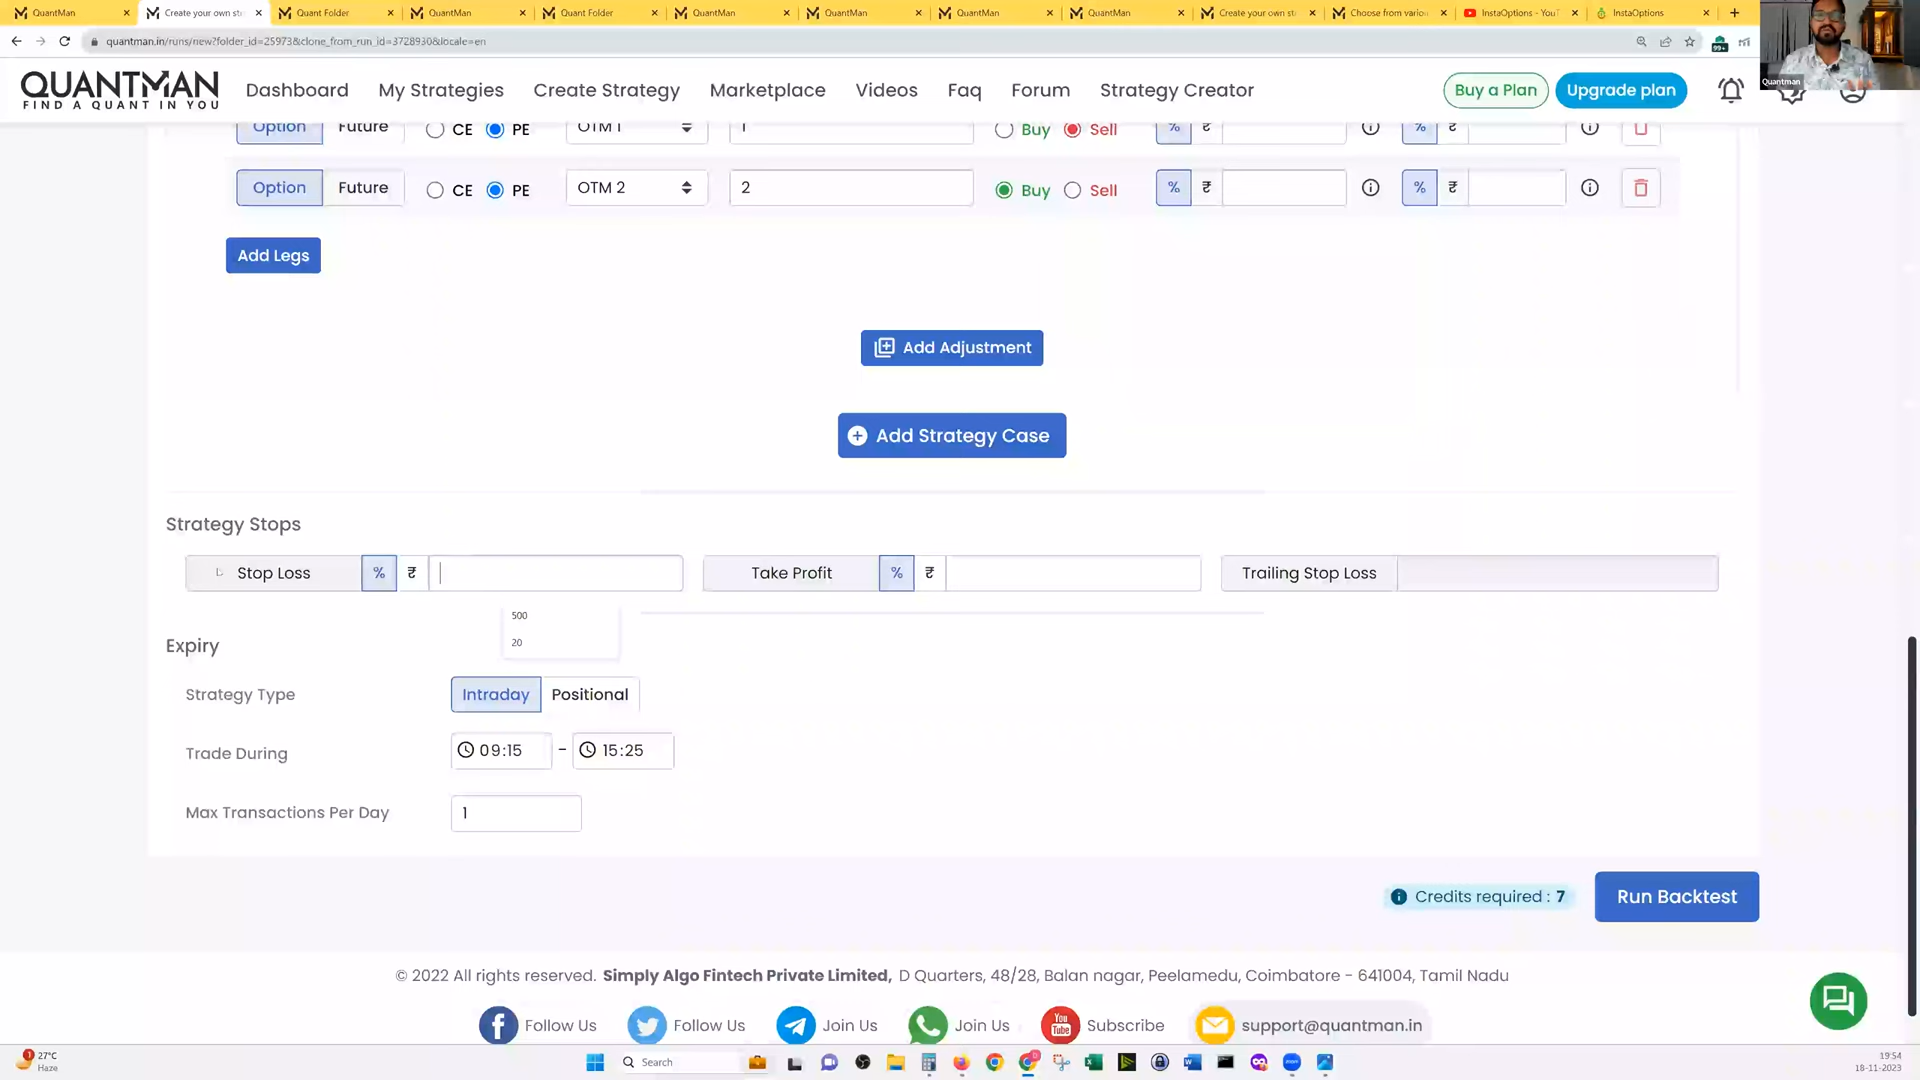 QuantMan
Create your own st
Quant Folder
QuantMan
Quant Folder
QuantMan
QuantMan
QuantMan
QuantMan
Create your own st
Choose from variou
InstaOptions - You
InstaOptions
quantman.in/runs/new?folder_id=25973&clone_from_run_id=3728930&locale=en
99+
Quantman
QUANTMAN
FIND A QUANT IN YOU
Dashboard
My Strategies
Create Strategy
Marketplace
Videos
Faq
Forum
Strategy Creator
Buy a Plan
Upgrade plan
Option Future CE PE OTM 1 1 Buy Sell % ₹ % ₹
Option Future CE PE OTM 2 2 Buy Sell % ₹ % ₹
Add Legs
Add Adjustment
Add Strategy Case
Strategy Stops
Stop Loss % ₹ Take Profit % ₹ Trailing Stop Loss
500
20
Expiry
Strategy Type Intraday Positional
Trade During 09:15 - 15:25
Max Transactions Per Day 1
Credits required : 7
Run Backtest
© 2022 All rights reserved. Simply Algo Fintech Private Limited, D Quarters, 48/28, Balan nagar, Peelamedu, Coimbatore - 641004, Tamil Nadu
Follow Us
Follow Us
Join Us
Join Us
You Tube
Subscribe
support@quantman.in
1
27°C
Haze
Search
19:54
18-11-2023